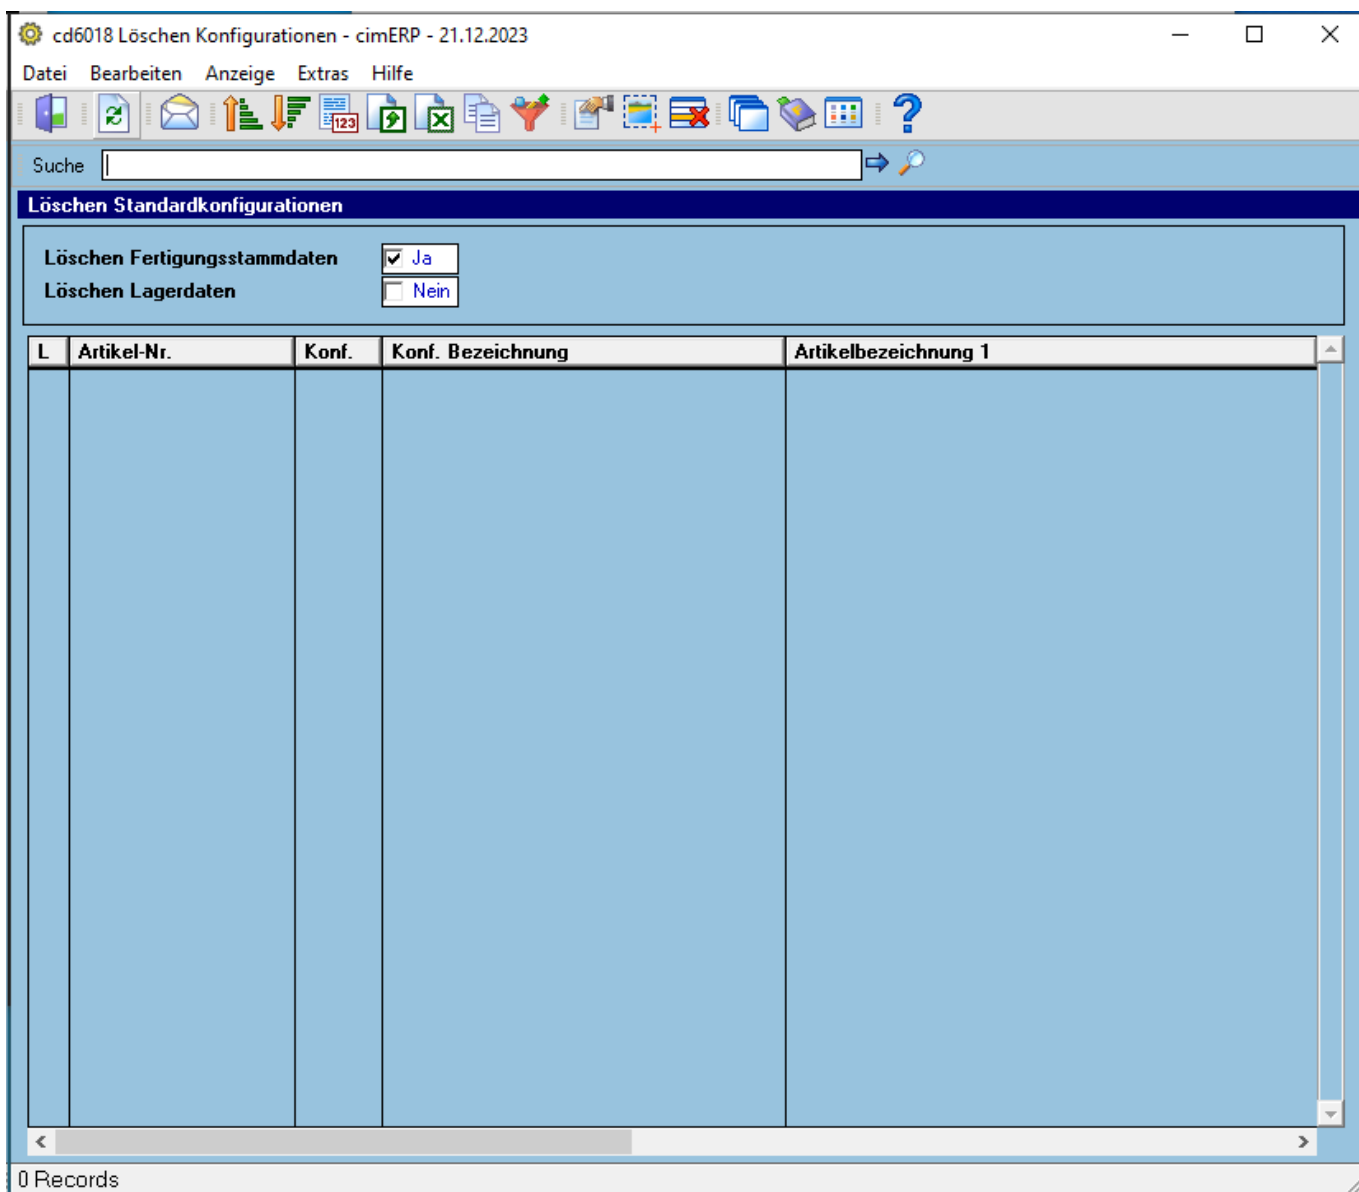 cd6018 Löschen Konfigurationen - cimERP - 21.12.2023
Datei Bearbeiten Anzeige Extras Hilfe
123
Suche
Löschen Standardkonfigurationen
Löschen Fertigungsstammdaten Ja
Löschen Lagerdaten Nein
L Artikel-Nr. Konf. Konf. Bezeichnung Artikelbezeichnung 1
0 Records